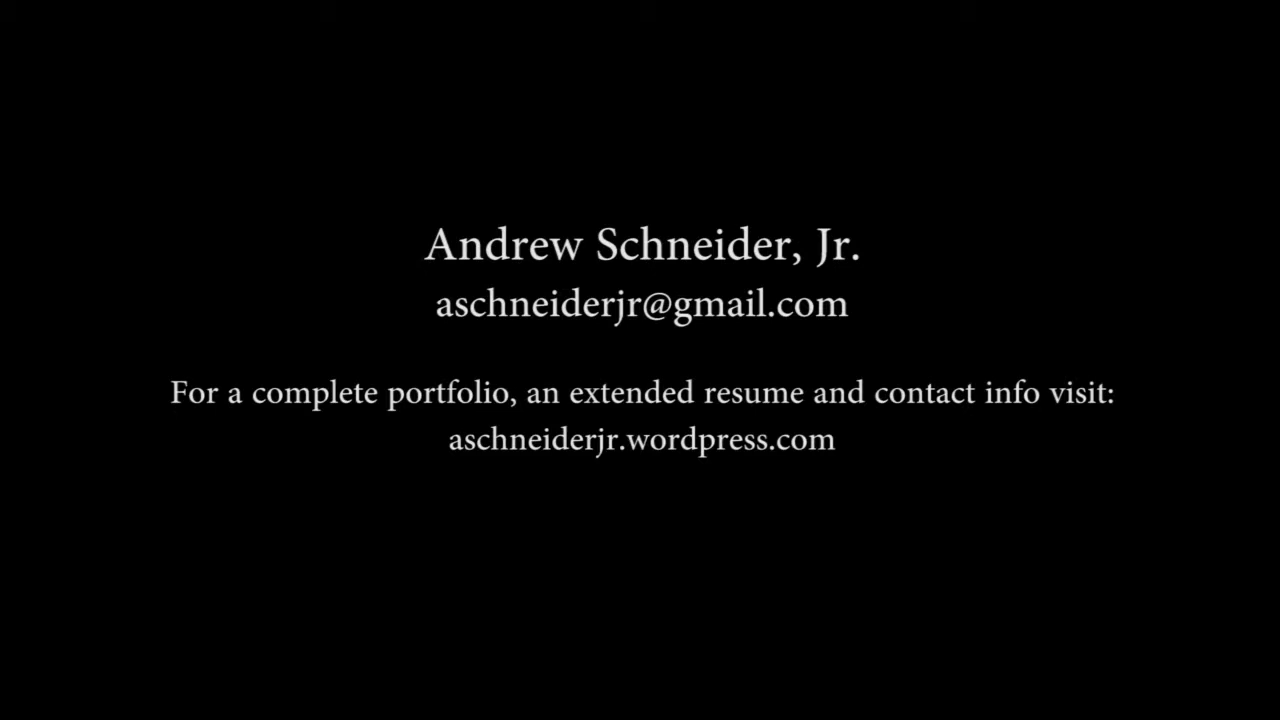 Andrew Schneider, Jr.
aschneiderjr@gmail.com
For a complete portfolio, an extended resume and contact info visit:
aschneiderjr.wordpress.com